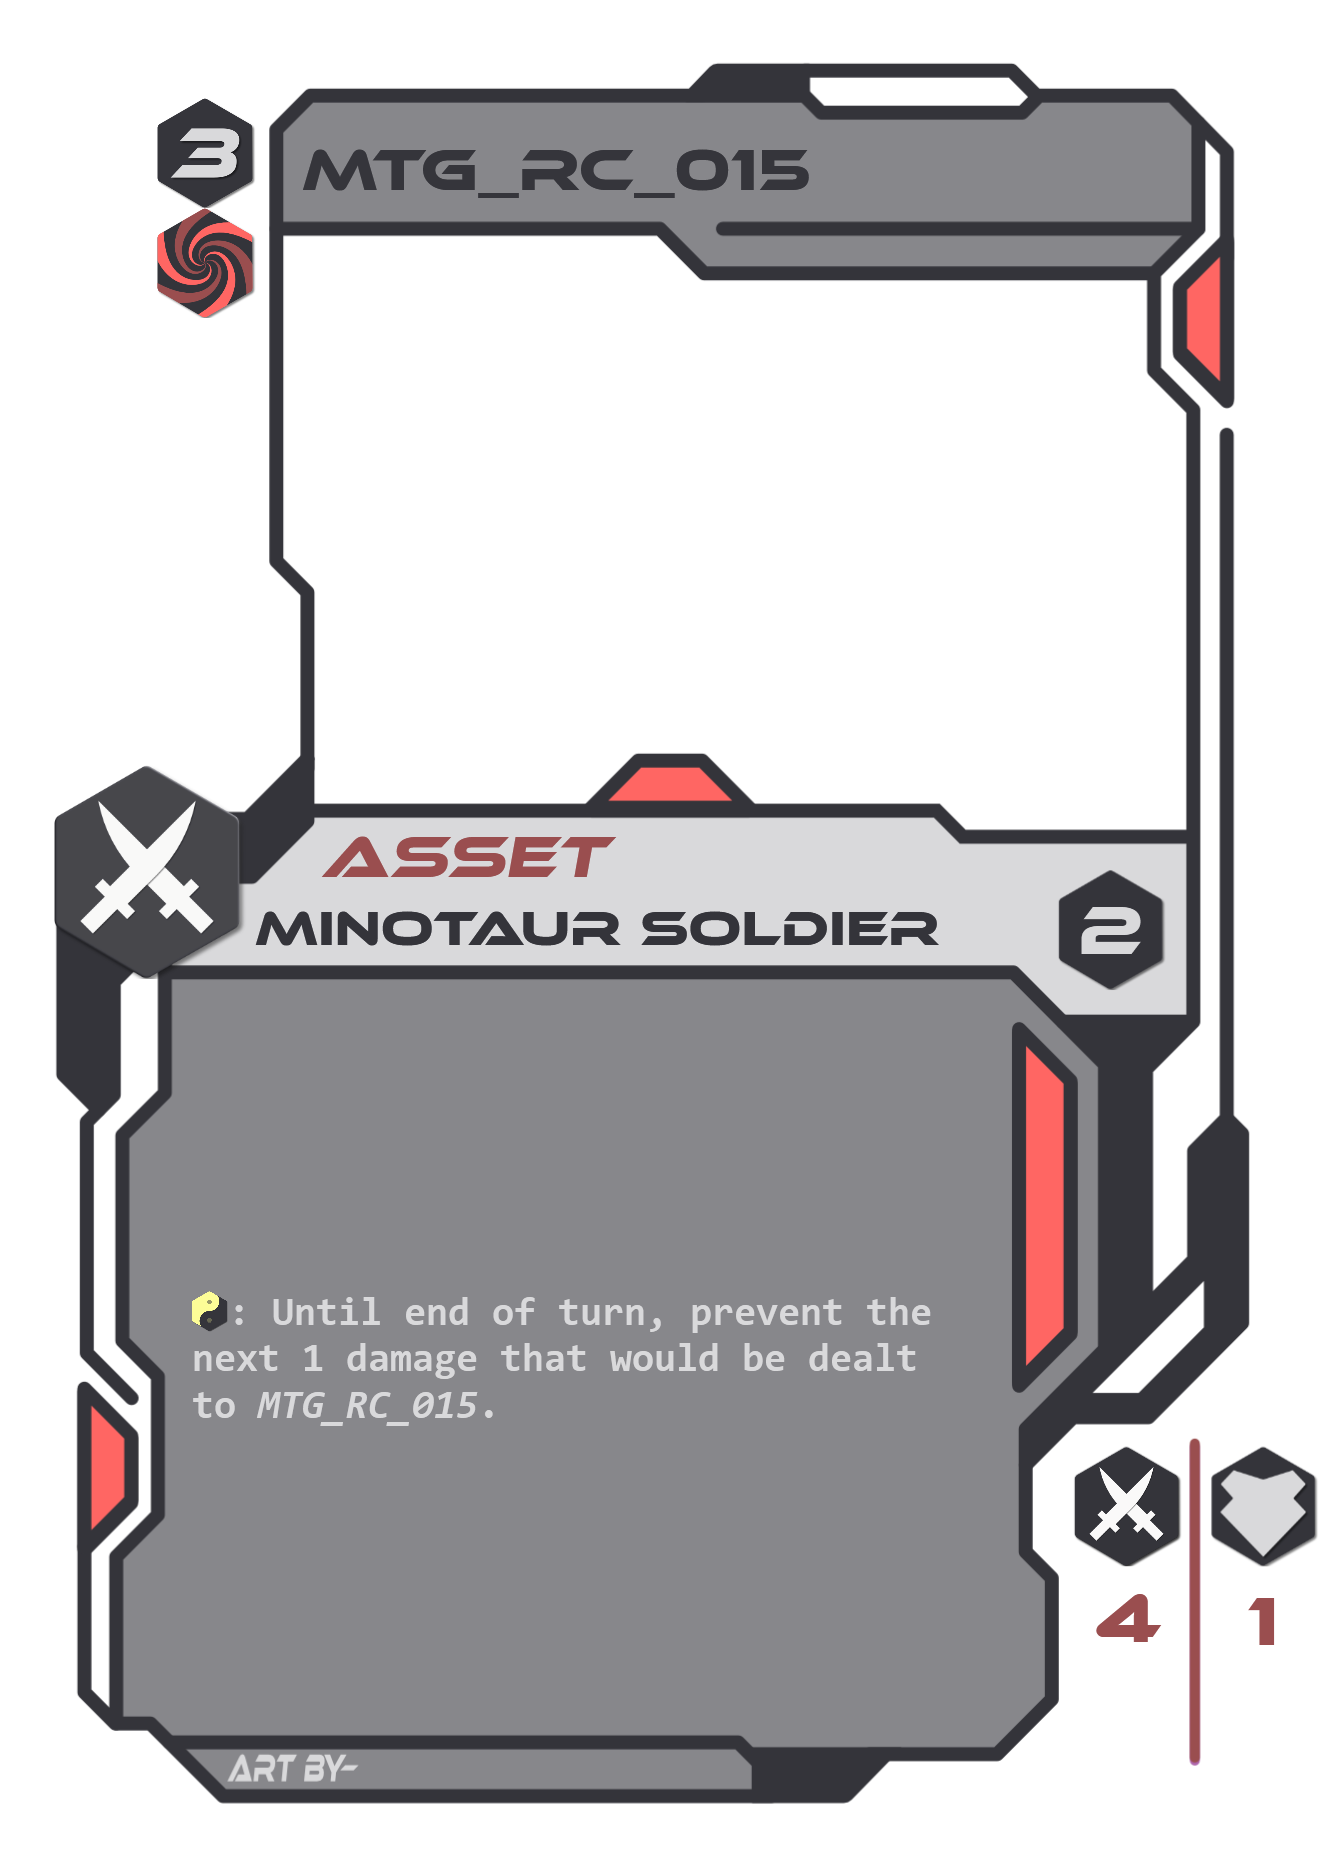 3
MTG_RC_015
ASSET
MINOTAUR SOLDIER
2
: Until end of turn, prevent the
next 1 damage that would be dealt
to MTG_RC_015.
4
1
ART BY-